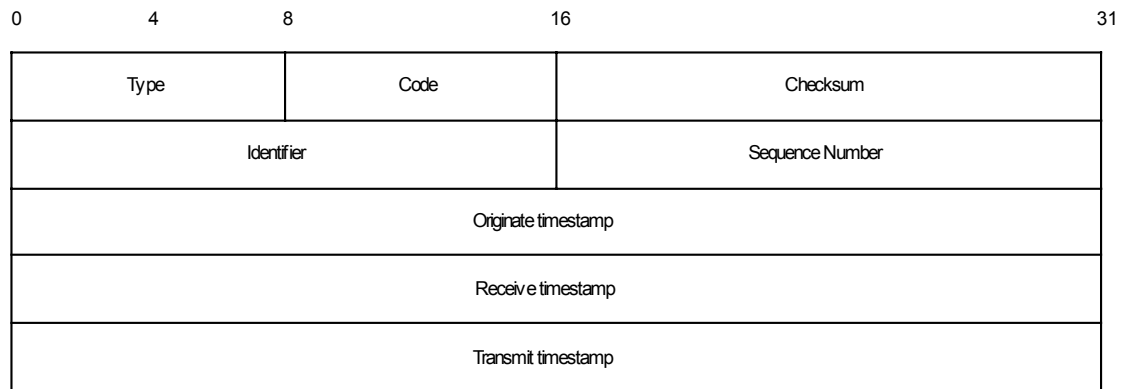 0 4 8 16 31
Type Code Checksum
Identifier Sequence Number
Originate timestamp
Receive timestamp
Transmit timestamp